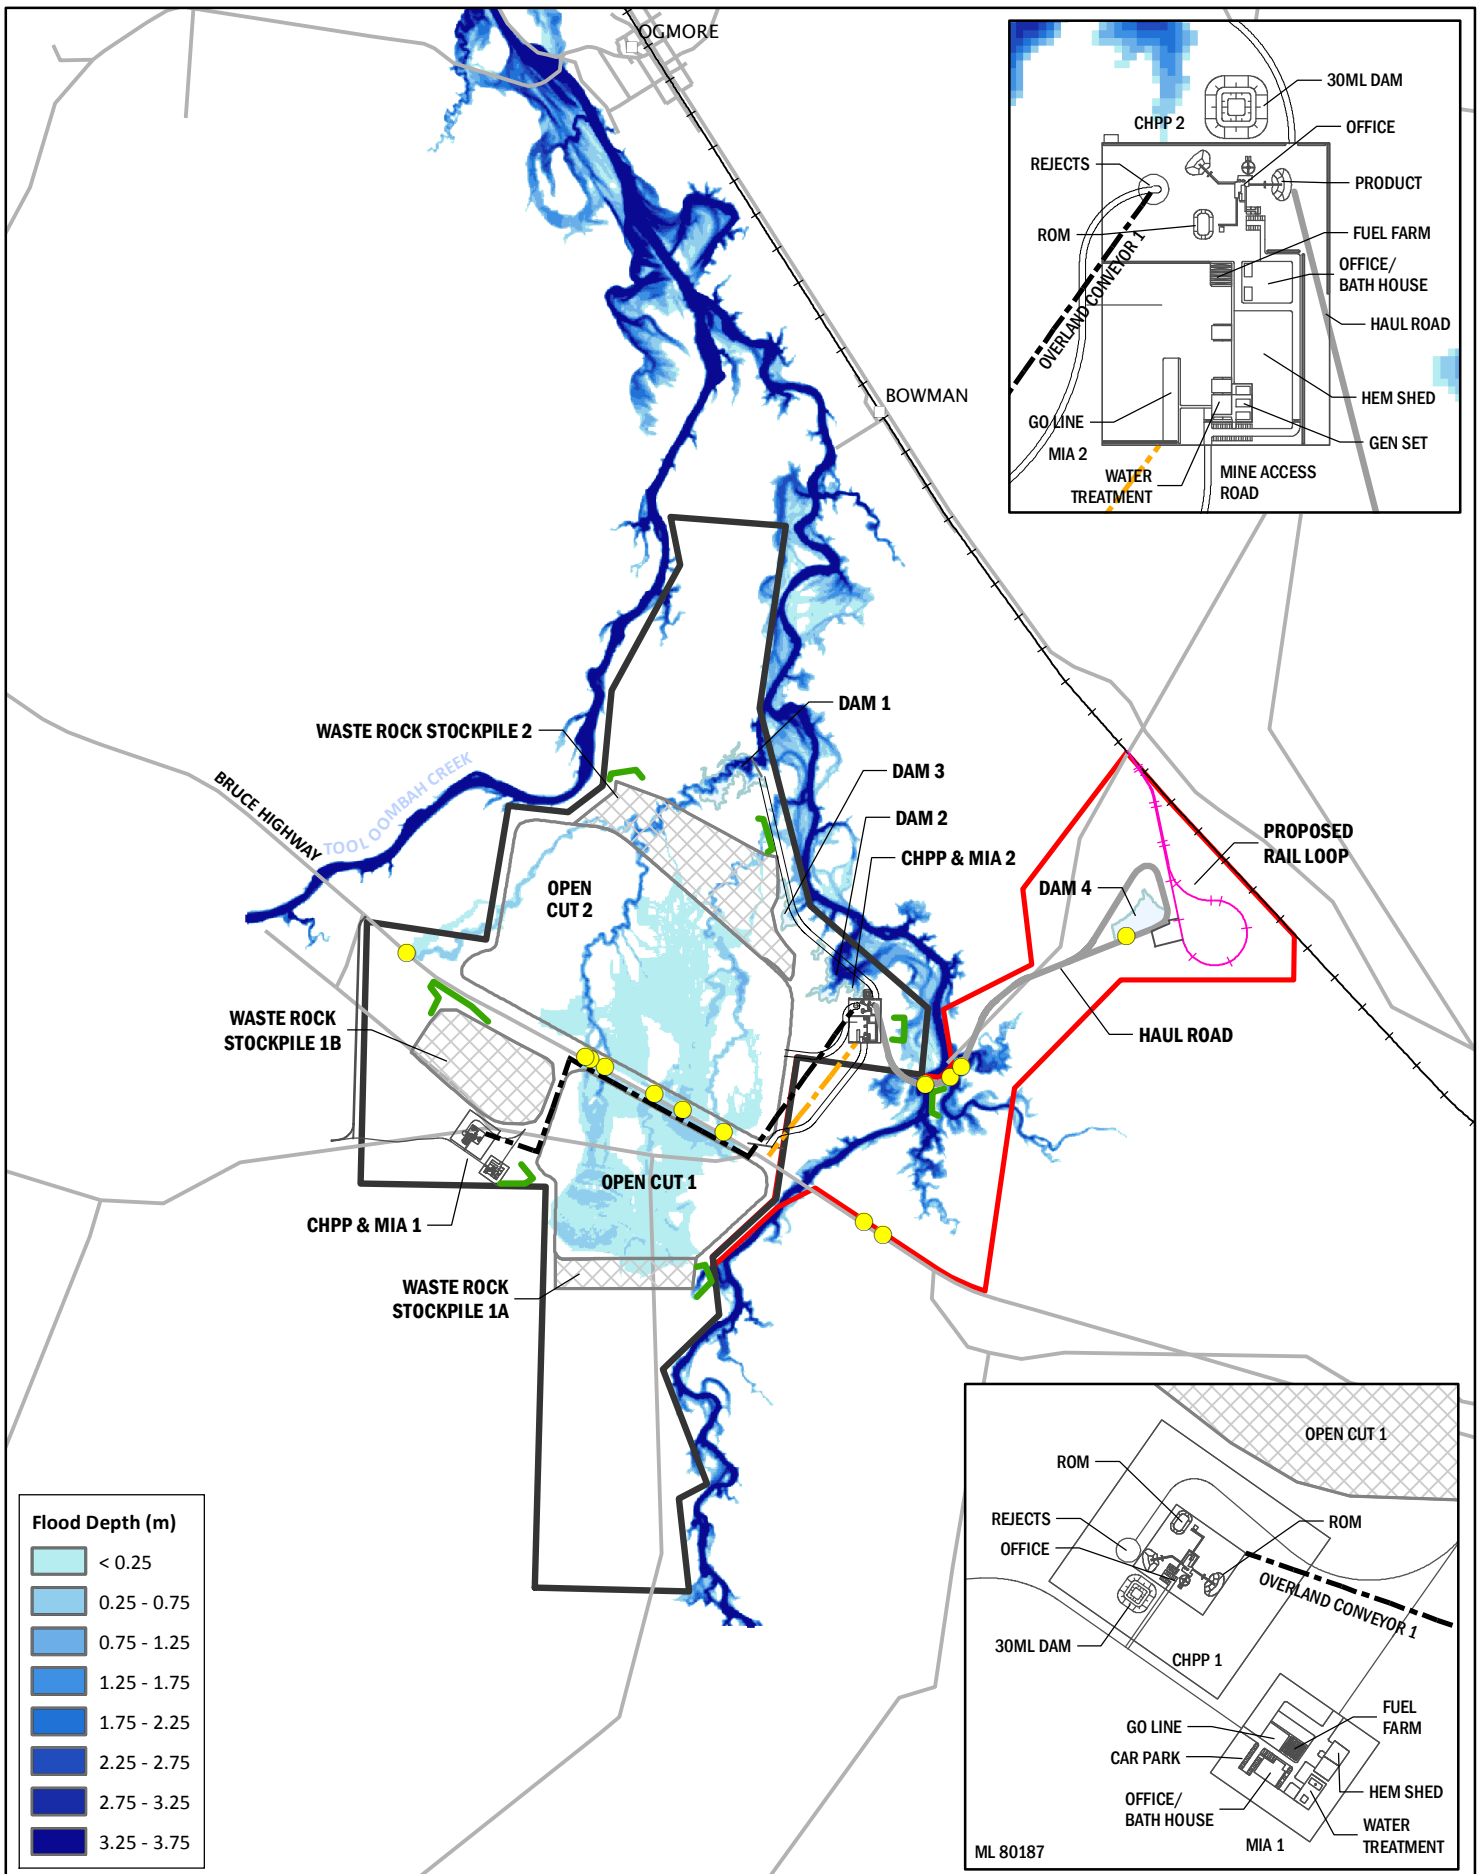 OGMORE
BOWMAN
30ML DAM
CHPP 2
OFFICE
REJECTS
PRODUCT
ROM
FUEL FARM
OVERLAND CONVEYOR 1
OFFICE/
BATH HOUSE
HAUL ROAD
HEM SHED
GO LINE
GEN SET
MIA 2
WATER
TREATMENT
MINE ACCESS
ROAD
DAM 1
WASTE ROCK STOCKPILE 2
TOOLOOMBAH CREEK
BRUCE HIGHWAY
DAM 3
DAM 2
CHPP & MIA 2
PROPOSED
RAIL LOOP
DAM 4
OPEN
CUT 2
HAUL ROAD
WASTE ROCK
STOCKPILE 1B
OPEN CUT 1
CHPP & MIA 1
WASTE ROCK
STOCKPILE 1A
OPEN CUT 1
ROM
REJECTS
OFFICE
ROM
OVERLAND CONVEYOR 1
30ML DAM
CHPP 1
FUEL
FARM
GO LINE
CAR PARK
OFFICE/
BATH HOUSE
HEM SHED
WATER
TREATMENT
MIA 1
ML 80187
Flood Depth (m)
< 0.25
0.25 - 0.75
0.75 - 1.25
1.25 - 1.75
1.75 - 2.25
2.25 - 2.75
2.75 - 3.25
3.25 - 3.75